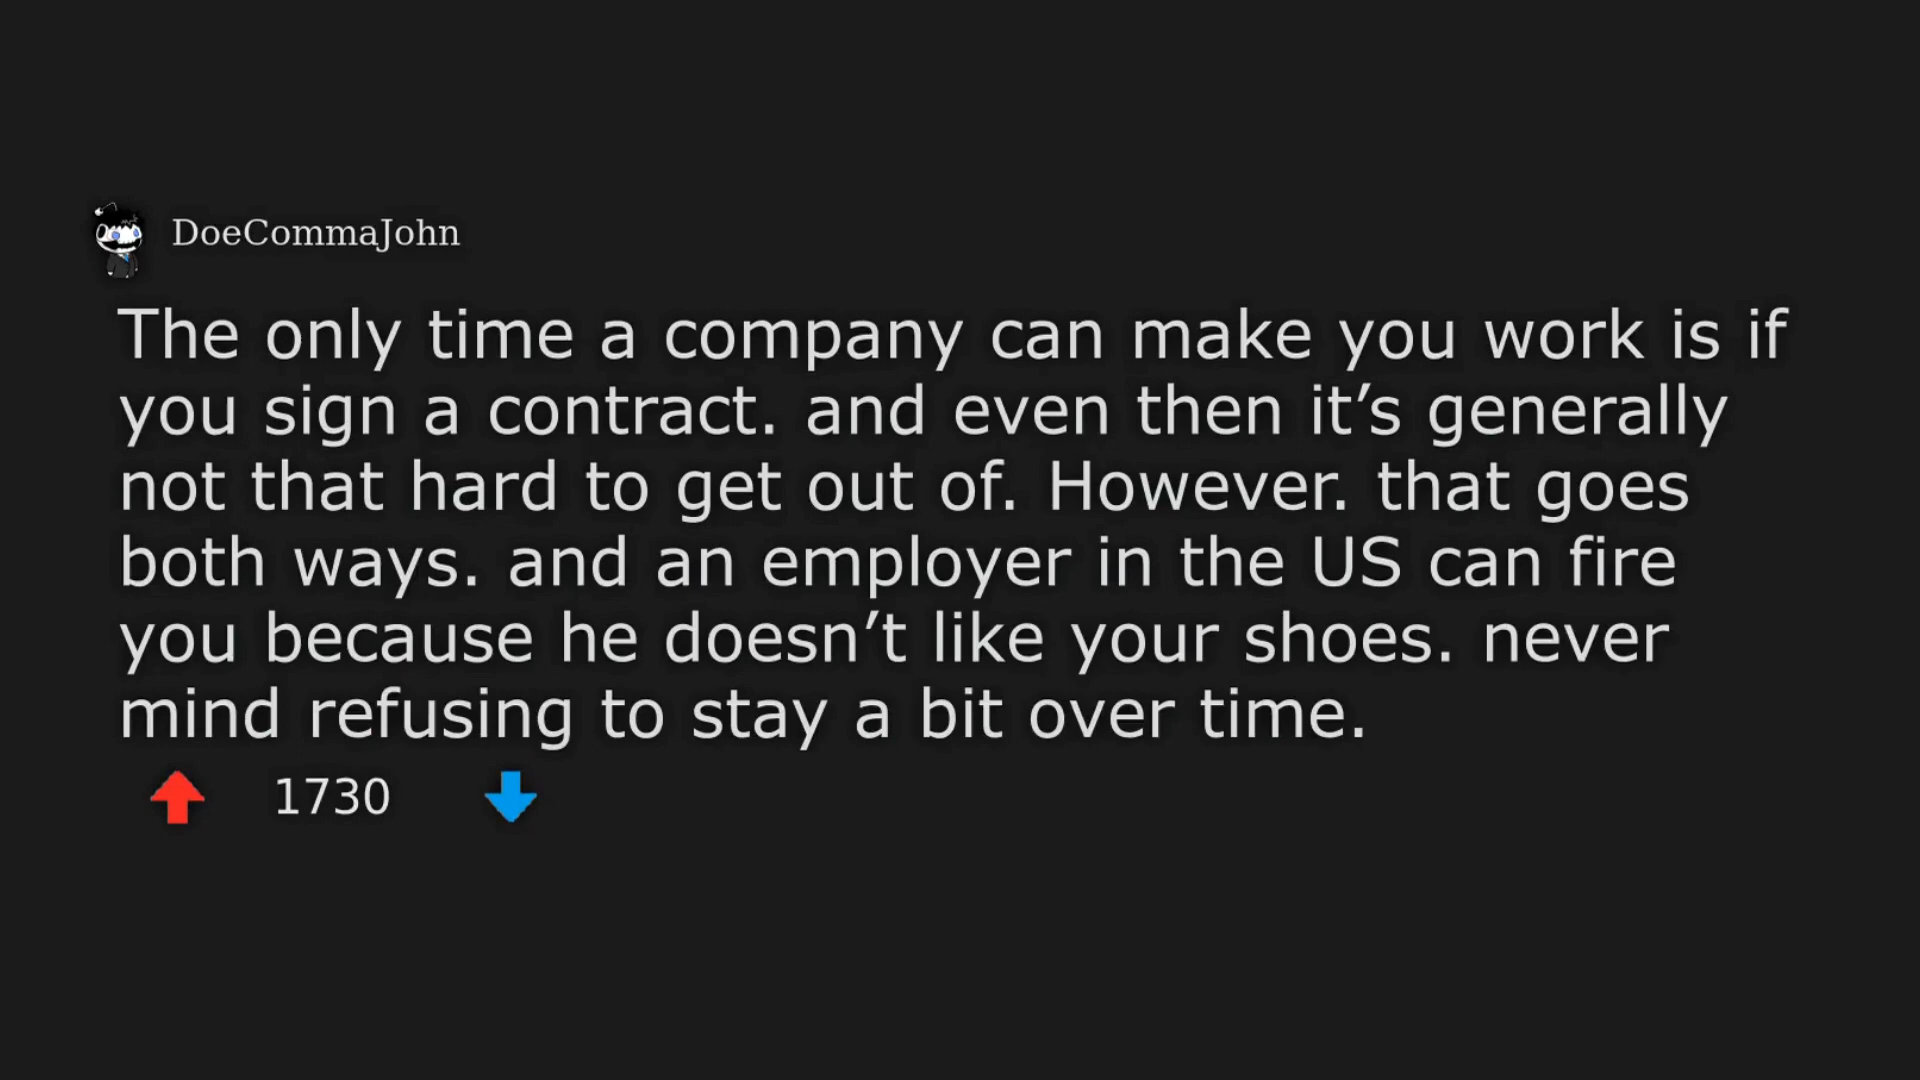 DoeCommaJohn
The only time a company can make you work is if
you sign a contract. and even then it’s generally
not that hard to get out of. However. that goes
both ways. and an employer in the US can fire
you because he doesn’t like your shoes. never
mind refusing to stay a bit over time.
1730